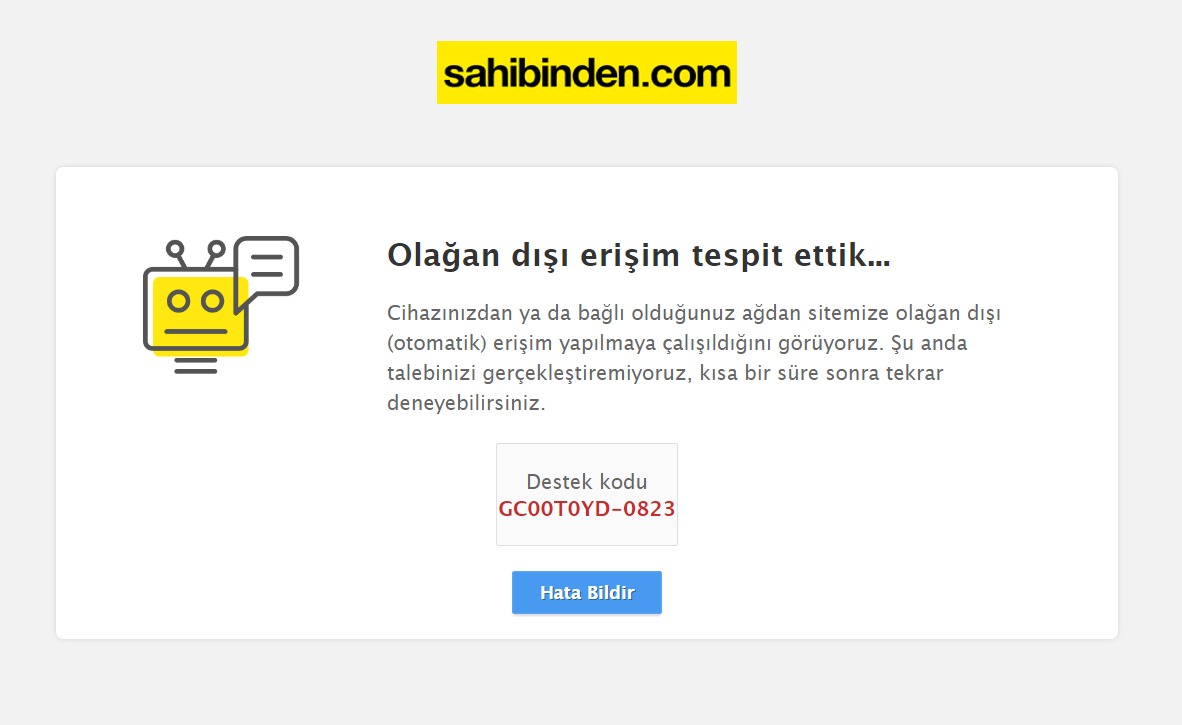 sahibinden.com
Olağan dışı erişim tespit ettik...
Cihazınızdan ya da bağlı olduğunuz ağdan sitemize olağan dışı
(otomatik) erişim yapılmaya çalışıldığını görüyoruz. Şu anda
talebinizi gerçekleştiremiyoruz, kısa bir süre sonra tekrar
deneyebilirsiniz.
Destek kodu
GC00T0YD-0823
Hata Bildir